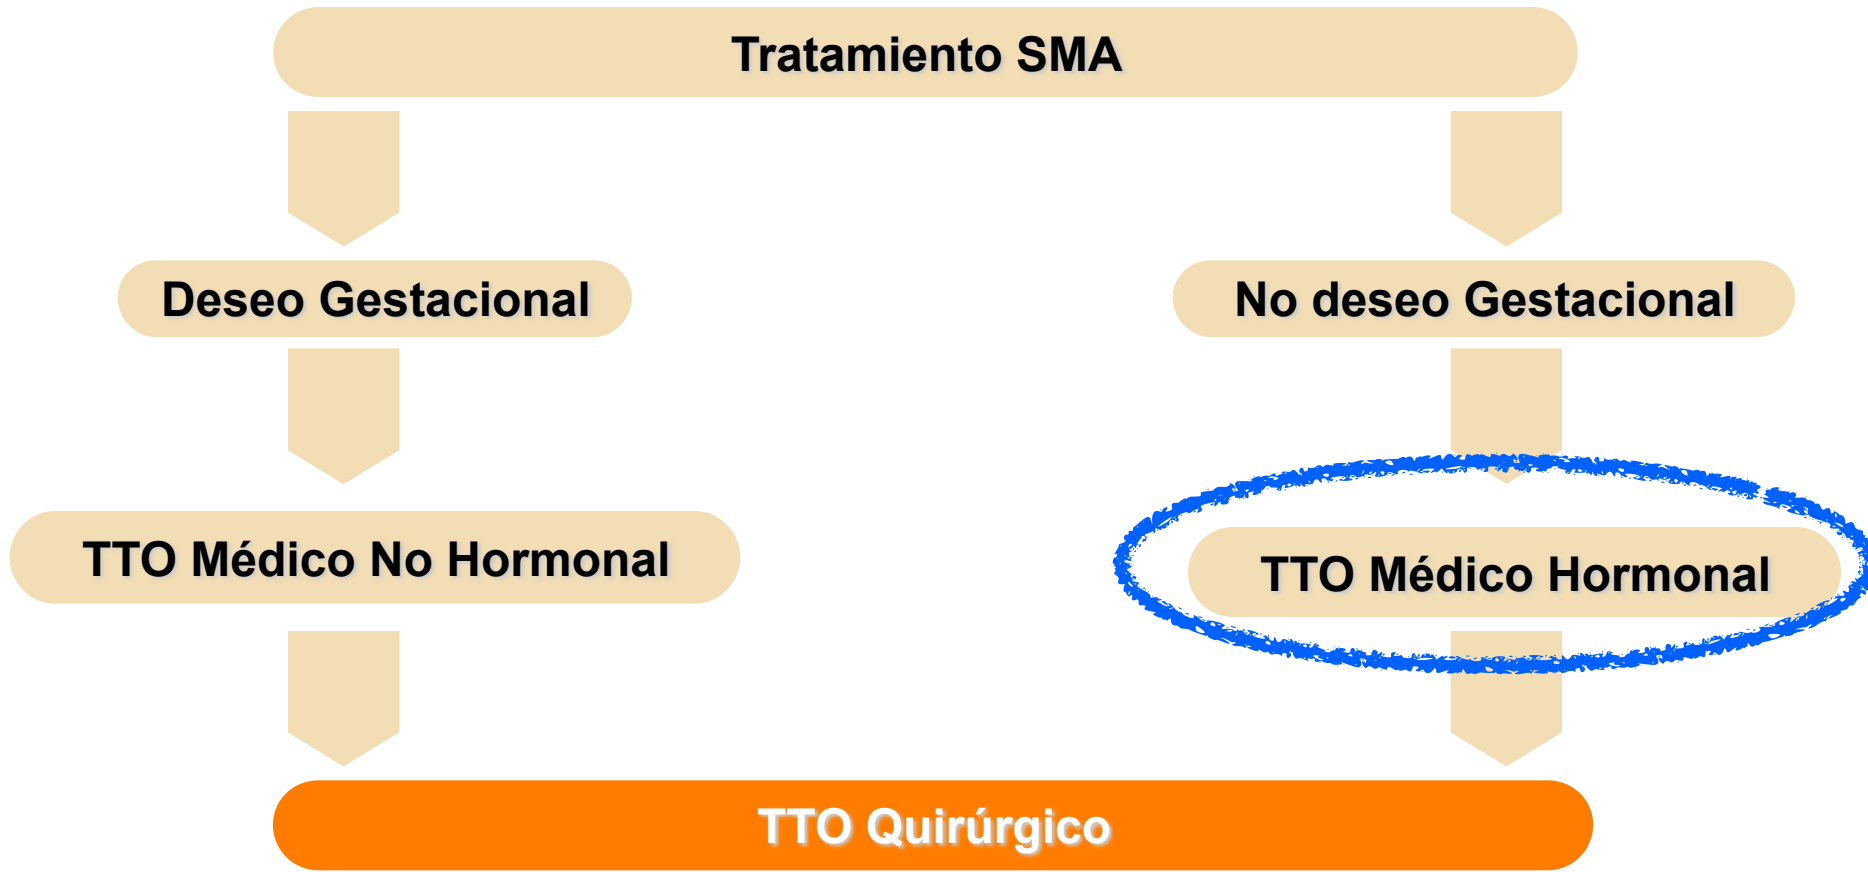 Tratamiento SMA
Deseo Gestacional
No deseo Gestacional
TTO Médico No Hormonal
TTO Médico Hormonal
TTO Quirúrgico